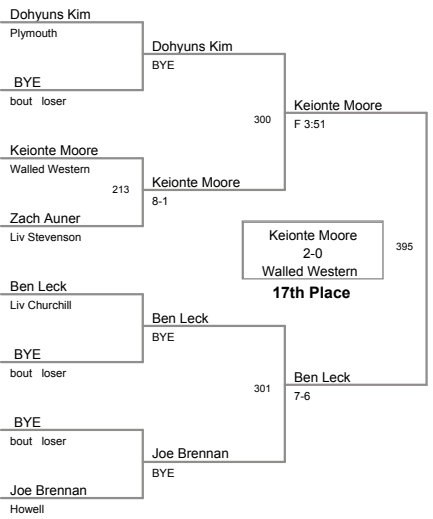 Dohyuns Kim
Plymouth
Dohyuns Kim
BYE
BYE
bout loser
Keionte Moore
300
F 3:51
Keionte Moore
Walled Western
213
Keionte Moore
8-1
Zach Auner
Liv Stevenson
Keionte Moore
2-0
Walled Western
395
17th Place
Ben Leck
Liv Churchill
Ben Leck
BYE
BYE
bout loser
Ben Leck
301
7-6
BYE
bout loser
Joe Brennan
BYE
Joe Brennan
Howell